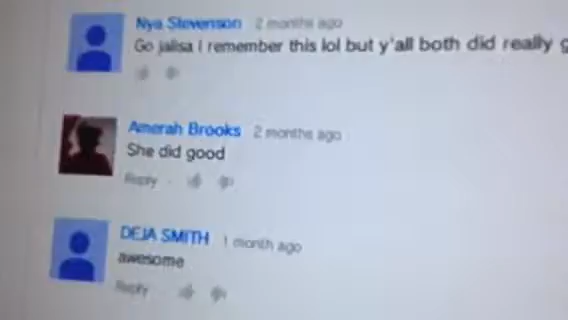 Nya Stevenson 2 months ago
Go jalisa I remember this lol but y'all both did really g
Amerah Brooks 2 months ago
She did good
Reply
DEJA SMITH 1 month ago
awesome
Reply